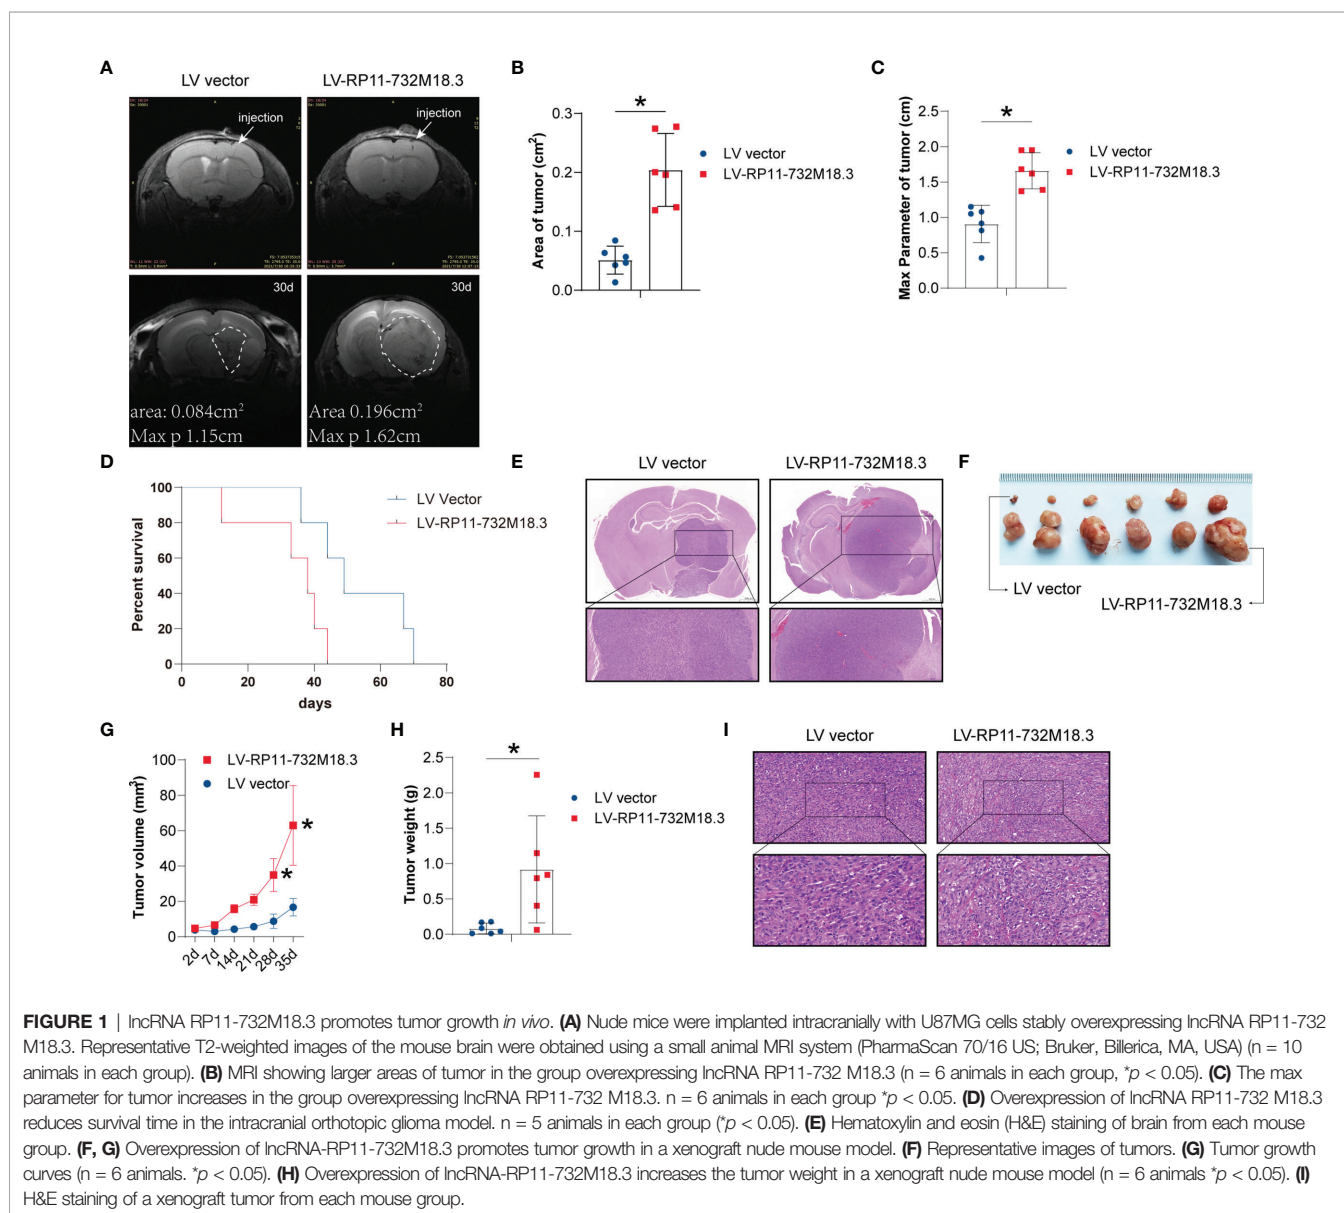 A
LV vector
LV-RP11-732M18.3
injection
injection
30d
30d
area: 0.084cm²
Max p 1.15cm
Area 0.196cm²
Max p 1.62cm
B
Area of tumor (cm²)
0.3
0.2
0.1
0.0
*
LV vector
LV-RP11-732M18.3
C
Max Parameter of tumor (cm)
2.5
2.0
1.5
1.0
0.5
0.0
*
LV vector
LV-RP11-732M18.3
D
Percent survival
100
80
60
40
20
0
0 20 40 60 80
days
LV Vector
LV-RP11-732M18.3
E
LV vector
LV-RP11-732M18.3
F
LV vector
LV-RP11-732M18.3
G
Tumor volume (mm³)
100
80
60
40
20
0
2d 7d 14d 21d 28d 35d
LV-RP11-732M18.3
LV vector
*
*
H
Tumor weight (g)
2.5
2.0
1.5
1.0
0.5
0.0
*
LV vector
LV-RP11-732M18.3
I
LV vector
LV-RP11-732M18.3
FIGURE 1 | lncRNA RP11-732M18.3 promotes tumor growth in vivo. (A) Nude mice were implanted intracranially with U87MG cells stably overexpressing lncRNA RP11-732
M18.3. Representative T2-weighted images of the mouse brain were obtained using a small animal MRI system (PharmaScan 70/16 US; Bruker, Billerica, MA, USA) (n = 10
animals in each group). (B) MRI showing larger areas of tumor in the group overexpressing lncRNA RP11-732 M18.3 (n = 6 animals in each group, *p < 0.05). (C) The max
parameter for tumor increases in the group overexpressing lncRNA RP11-732 M18.3. n = 6 animals in each group *p < 0.05. (D) Overexpression of lncRNA RP11-732 M18.3
reduces survival time in the intracranial orthotopic glioma model. n = 5 animals in each group (*p < 0.05). (E) Hematoxylin and eosin (H&E) staining of brain from each mouse
group. (F, G) Overexpression of lncRNA-RP11-732M18.3 promotes tumor growth in a xenograft nude mouse model. (F) Representative images of tumors. (G) Tumor growth
curves (n = 6 animals. *p < 0.05). (H) Overexpression of lncRNA-RP11-732M18.3 increases the tumor weight in a xenograft nude mouse model (n = 6 animals *p < 0.05). (I)
H&E staining of a xenograft tumor from each mouse group.